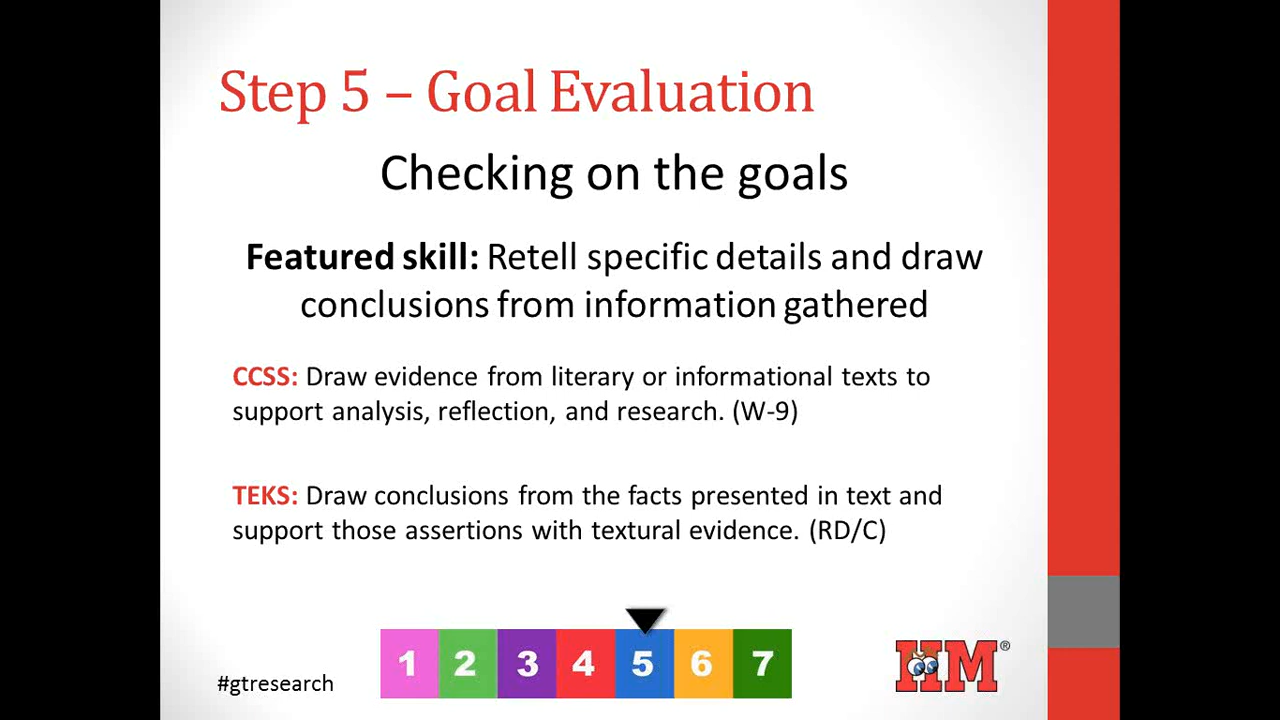 Step 5 – Goal Evaluation
Checking on the goals
Featured skill: Retell specific details and draw
conclusions from information gathered
CCSS: Draw evidence from literary or informational texts to
support analysis, reflection, and research. (W-9)
TEKS: Draw conclusions from the facts presented in text and
support those assertions with textural evidence. (RD/C)
1 2 3 4 5 6 7
#gtresearch
HM®